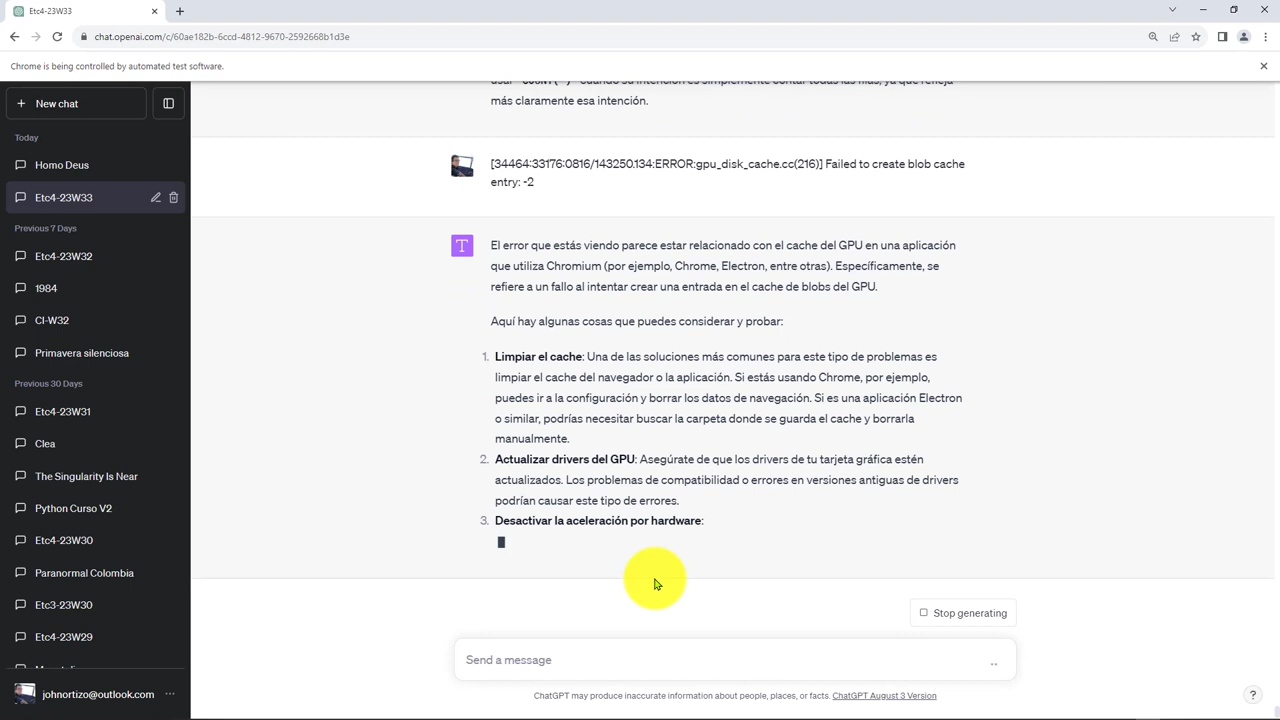 Etc4-23W33
chat.openai.com/c/60ae182b-6ccd-4812-9670-2592668b1d3e
Chrome is being controlled by automated test software.
New chat
Today
Homo Deus
Etc4-23W33
Previous 7 Days
Etc4-23W32
1984
CI-W32
Primavera silenciosa
Previous 30 Days
Etc4-23W31
Clea
The Singularity Is Near
Python Curso V2
Etc4-23W30
Paranormal Colombia
Etc3-23W30
Etc4-23W29
johnortizo@outlook.com
cuando su intención es simplemente contar todas las filas, ya que refleja
más claramente esa intención.
[34464:33176:0816/143250.134:ERROR:gpu_disk_cache.cc(216)] Failed to create blob cache
entry: -2
T
El error que estás viendo parece estar relacionado con el cache del GPU en una aplicación
que utiliza Chromium (por ejemplo, Chrome, Electron, entre otras). Específicamente, se
refiere a un fallo al intentar crear una entrada en el cache de blobs del GPU.
Aquí hay algunas cosas que puedes considerar y probar:
1. Limpiar el cache: Una de las soluciones más comunes para este tipo de problemas es
limpiar el cache del navegador o la aplicación. Si estás usando Chrome, por ejemplo,
puedes ir a la configuración y borrar los datos de navegación. Si es una aplicación Electron
o similar, podrías necesitar buscar la carpeta donde se guarda el cache y borrarla
manualmente.
2. Actualizar drivers del GPU: Asegúrate de que los drivers de tu tarjeta gráfica estén
actualizados. Los problemas de compatibilidad o errores en versiones antiguas de drivers
podrían causar este tipo de errores.
3. Desactivar la aceleración por hardware:
Stop generating
Send a message
ChatGPT may produce inaccurate information about people, places, or facts. ChatGPT August 3 Version
?